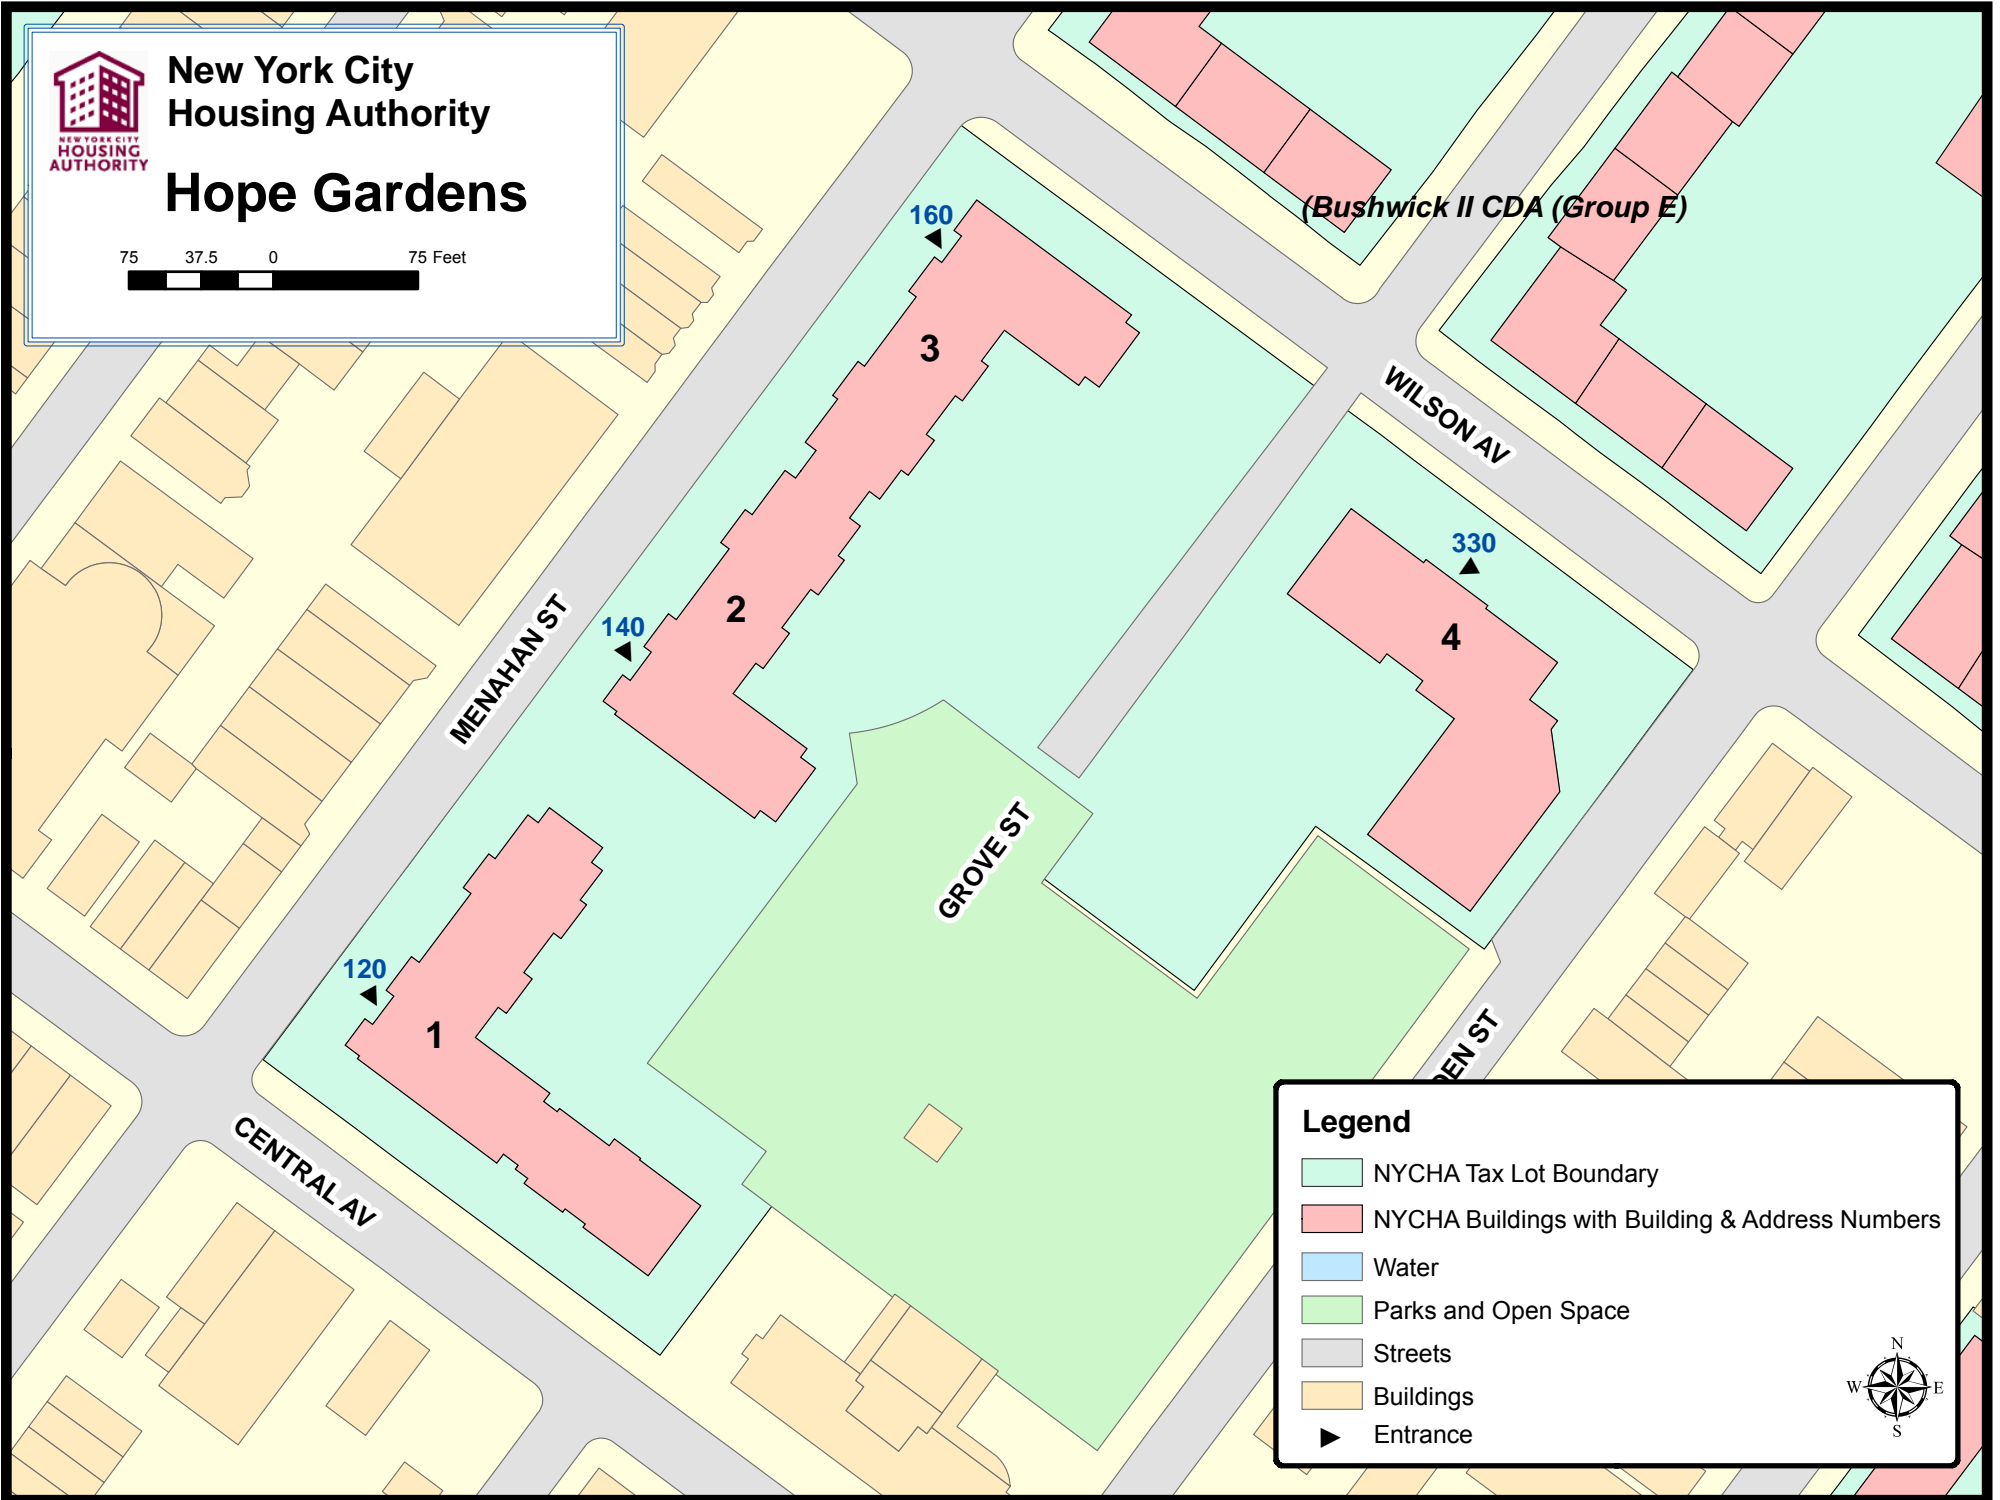 New York City
Housing Authority
NEW YORK CITY
HOUSING
AUTHORITY
Hope Gardens
75 37.5 0 75 Feet
(Bushwick II CDA (Group E)
160
3
WILSON AV
330
4
140
2
MENAHAN ST
GROVE ST
120
1
CENTRAL AV
DEN ST
Legend
NYCHA Tax Lot Boundary
NYCHA Buildings with Building & Address Numbers
Water
Parks and Open Space
Streets
Buildings
Entrance
N
W E
S